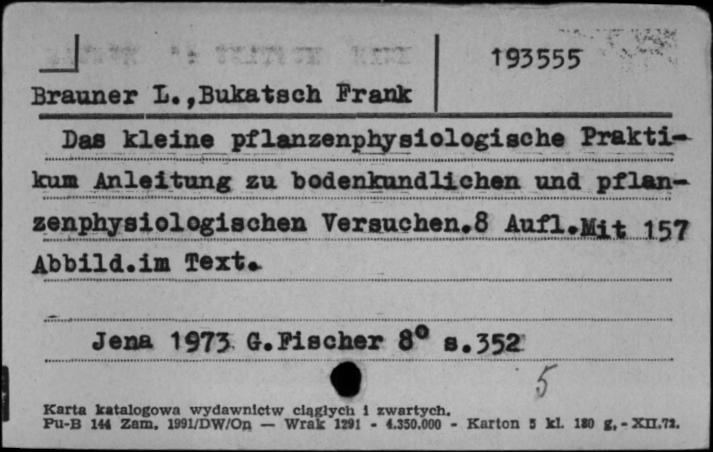 193555
Brauner L.,Bukatsch Frank
Das kleine pflanzenphysiologische Prakti-
kum Anleitung zu bodenkundlichen und pflan-
zenphysiologischen Versuchen.8 Aufl.Mit 157
Abbild.im Text.
Jena 1973 G.Fischer 8° s.352
5
Karta katalogowa wydawnictw ciągłych i zwartych.
Pu-B 144 Zam. 1991/DW/On — Wrak 1291 - 4.350.000 - Karton 5 kl. 180 g. - XII.72.